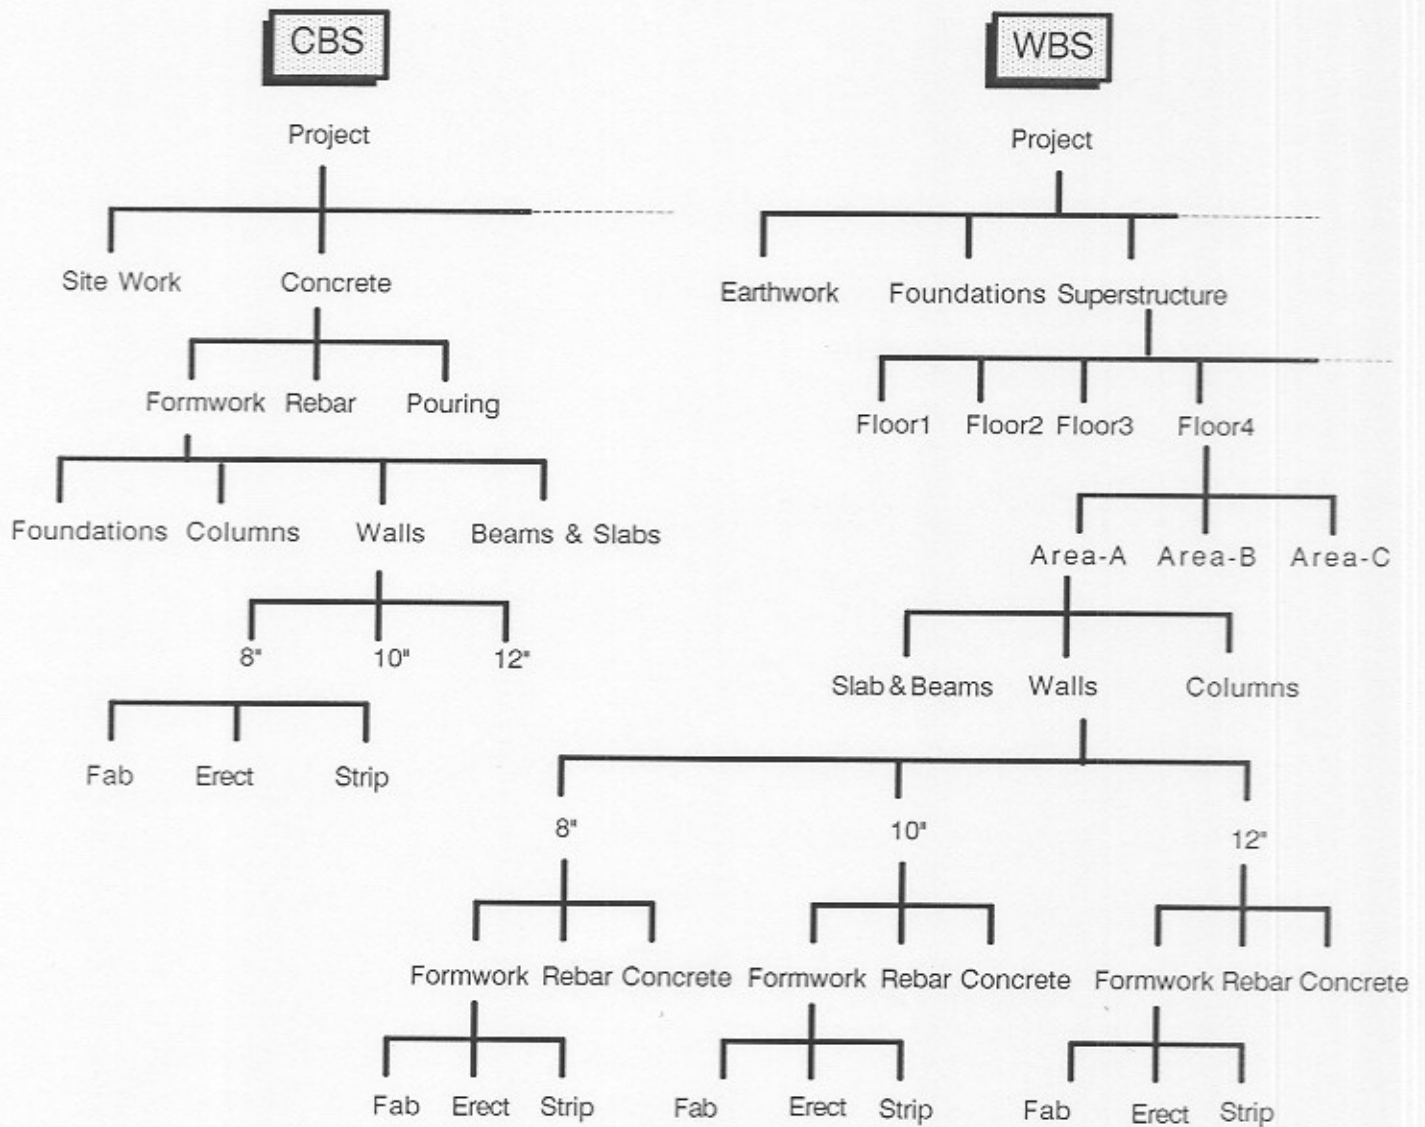 CBS
WBS
Project
Project
Site Work Concrete
Earthwork Foundations Superstructure
Formwork Rebar Pouring
Floor1 Floor2 Floor3 Floor4
Foundations Columns Walls Beams & Slabs
Area-A Area-B Area-C
8" 10" 12"
Slab & Beams Walls Columns
Fab Erect Strip
8" 10" 12"
Formwork Rebar Concrete Formwork Rebar Concrete Formwork Rebar Concrete
Fab Erect Strip Fab Erect Strip Fab Erect Strip